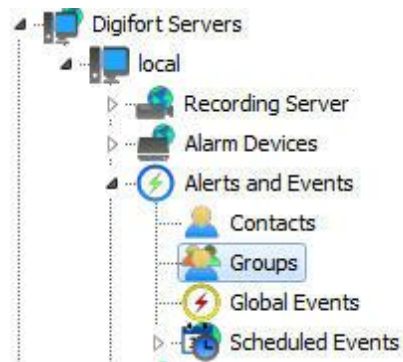 Digifort Servers
local
Recording Server
Alarm Devices
Alerts and Events
Contacts
Groups
Global Events
Scheduled Events